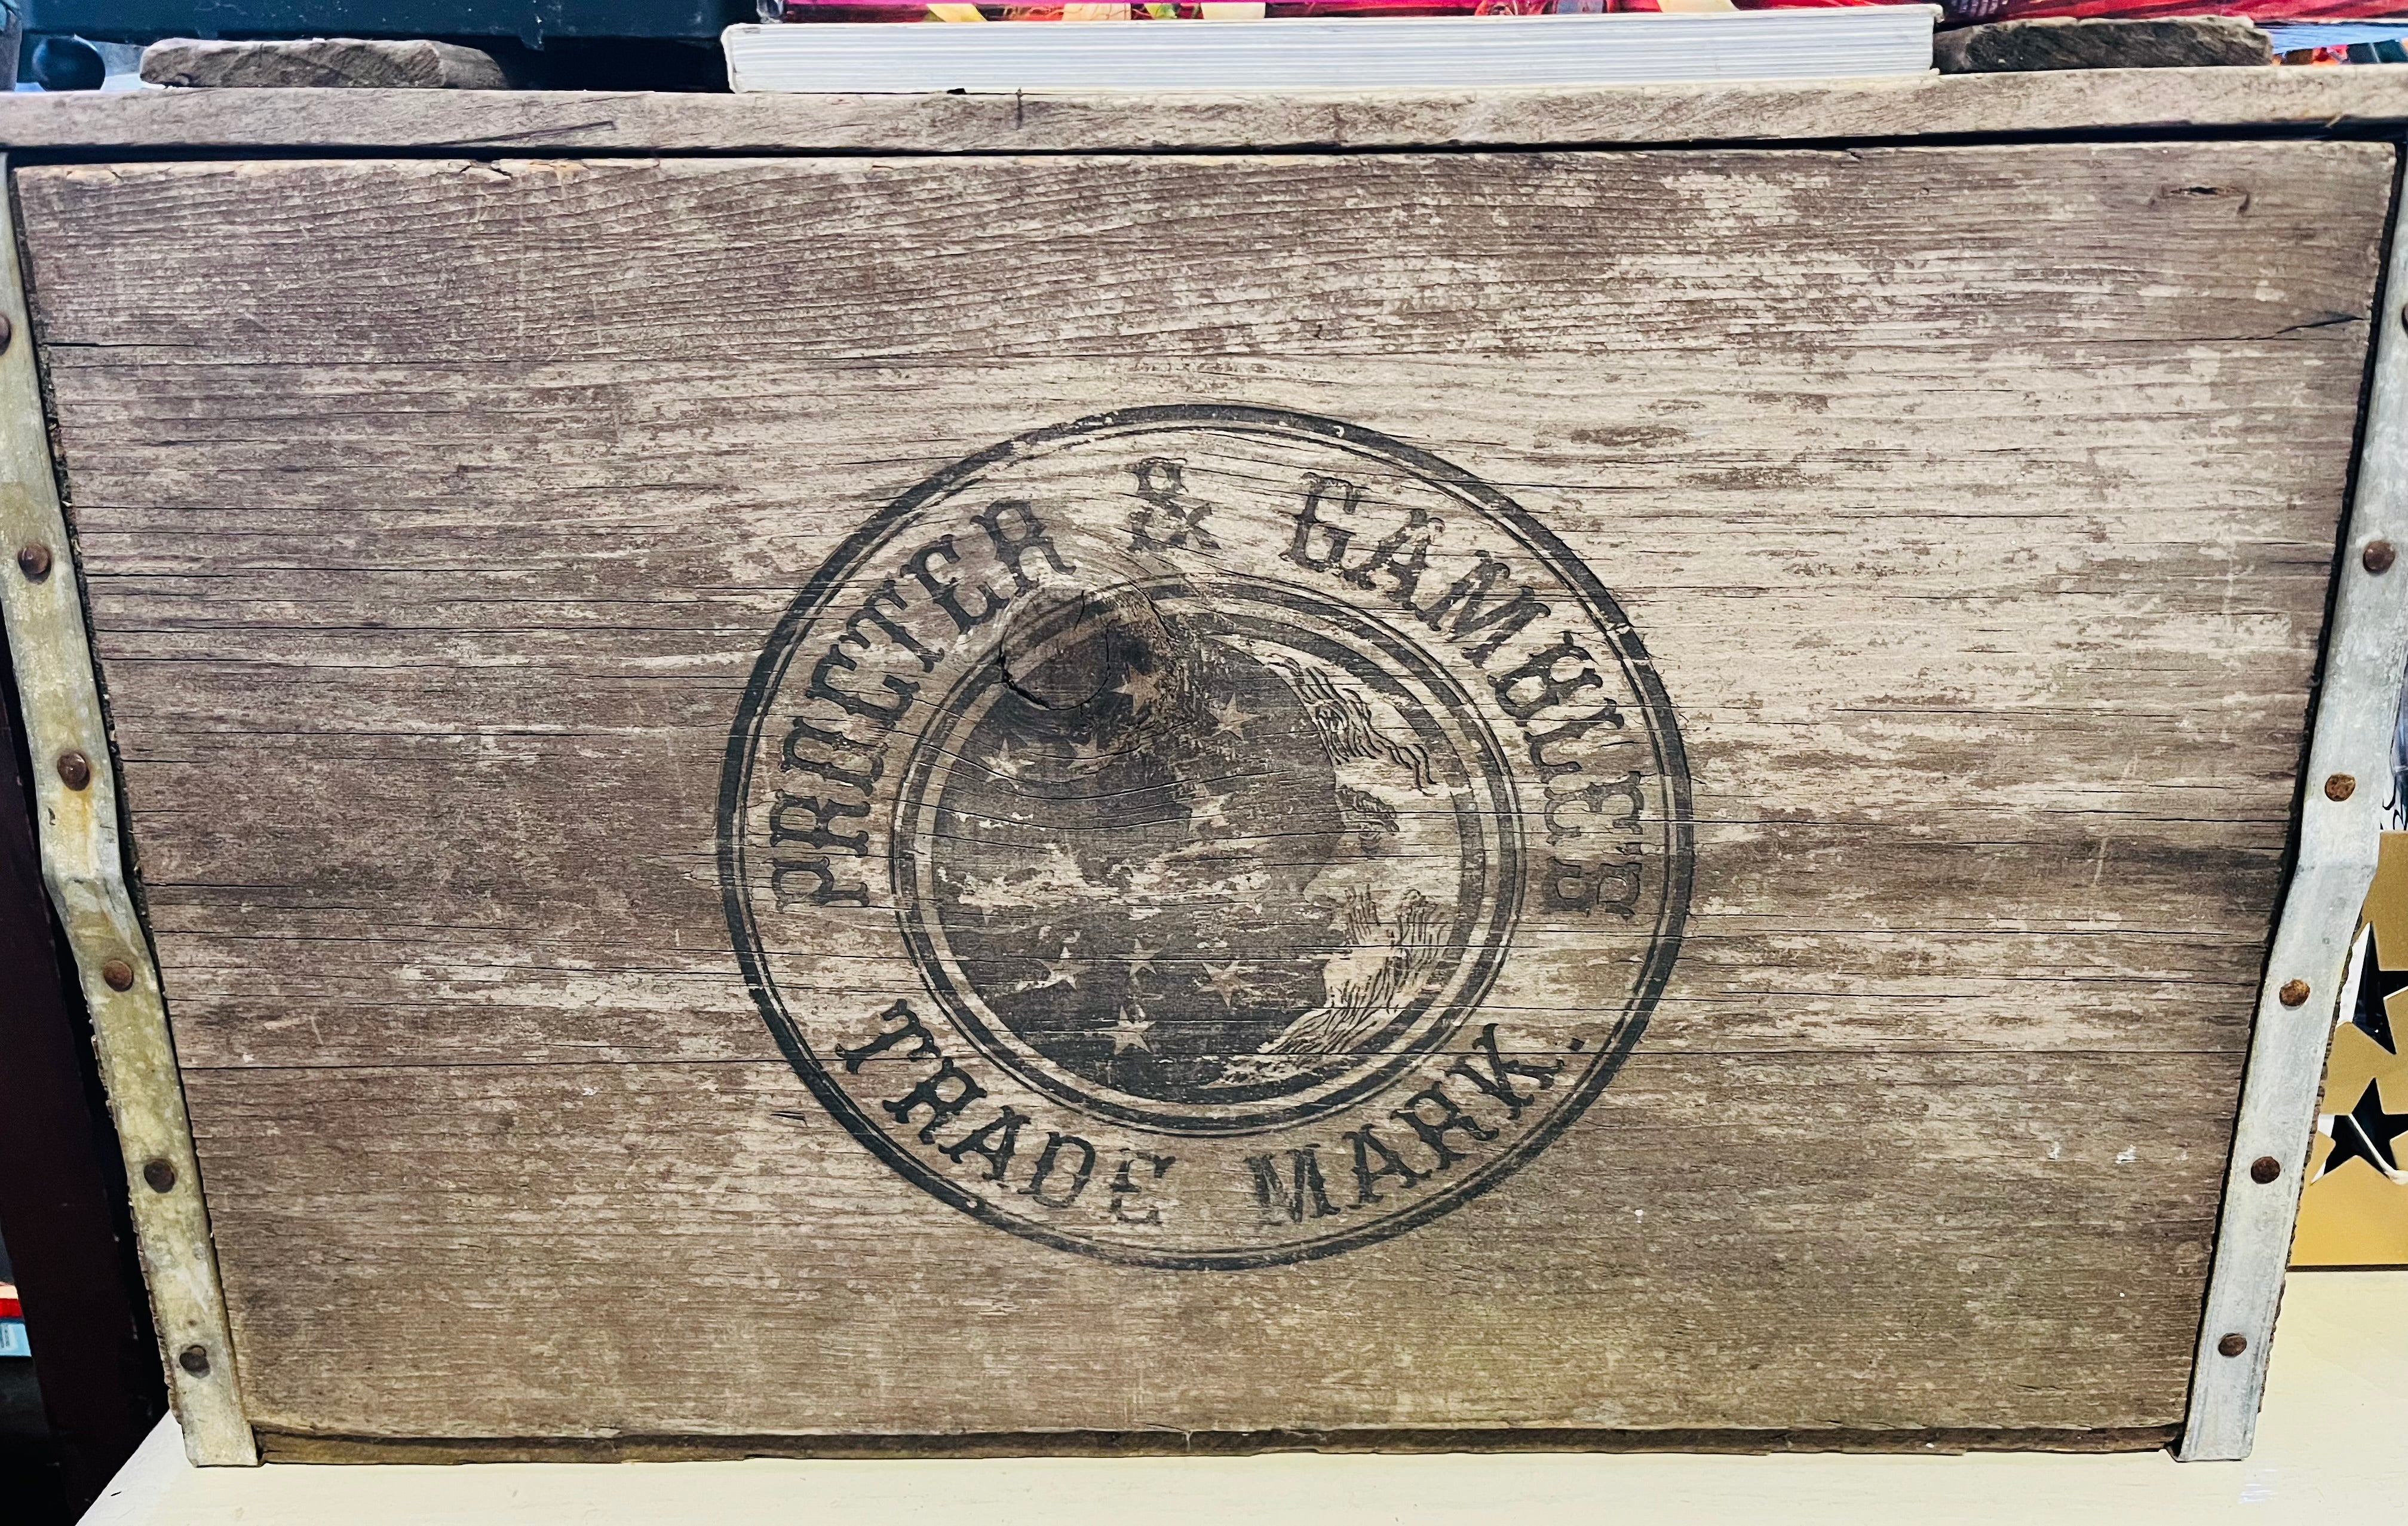 PROCTER & GAMBLE'S
TRADE MARK.